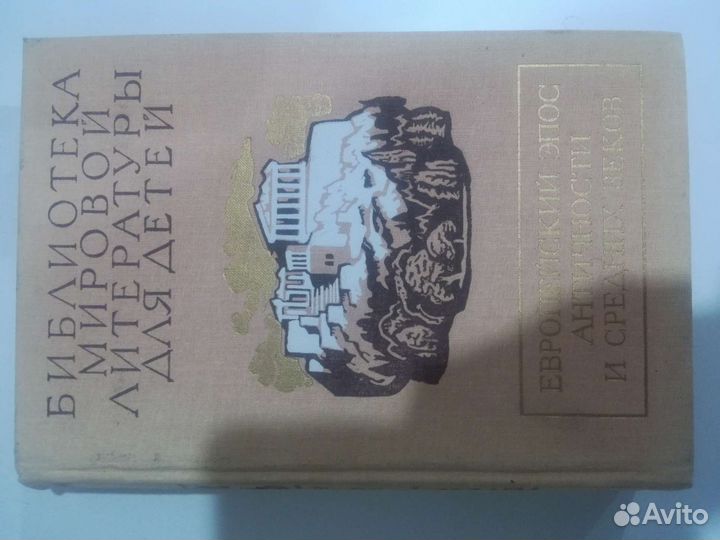 БИБЛИОТЕКА
МИРОВОЙ
ЛИТЕРАТУРЫ
ДЛЯ ДЕТЕЙ
ЕВРОПЕЙСКИЙ ЭПОС
АНТИЧНОСТИ
И СРЕДНИХ ВЕКОВ
Avito